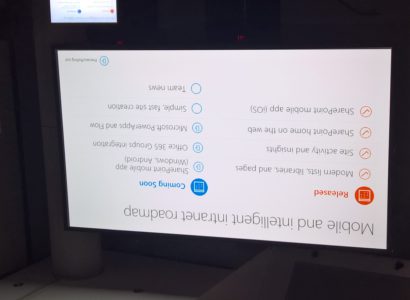 Mobile and intelligent intranet roadmap
Released
Modern lists, libraries, and pages
Site activity and insights
SharePoint home on the web
SharePoint mobile app (iOS)
Coming Soon
SharePoint mobile app
(Windows, Android)
Office 365 Groups integration
Microsoft PowerApps and Flow
Simple, fast site creation
Team news